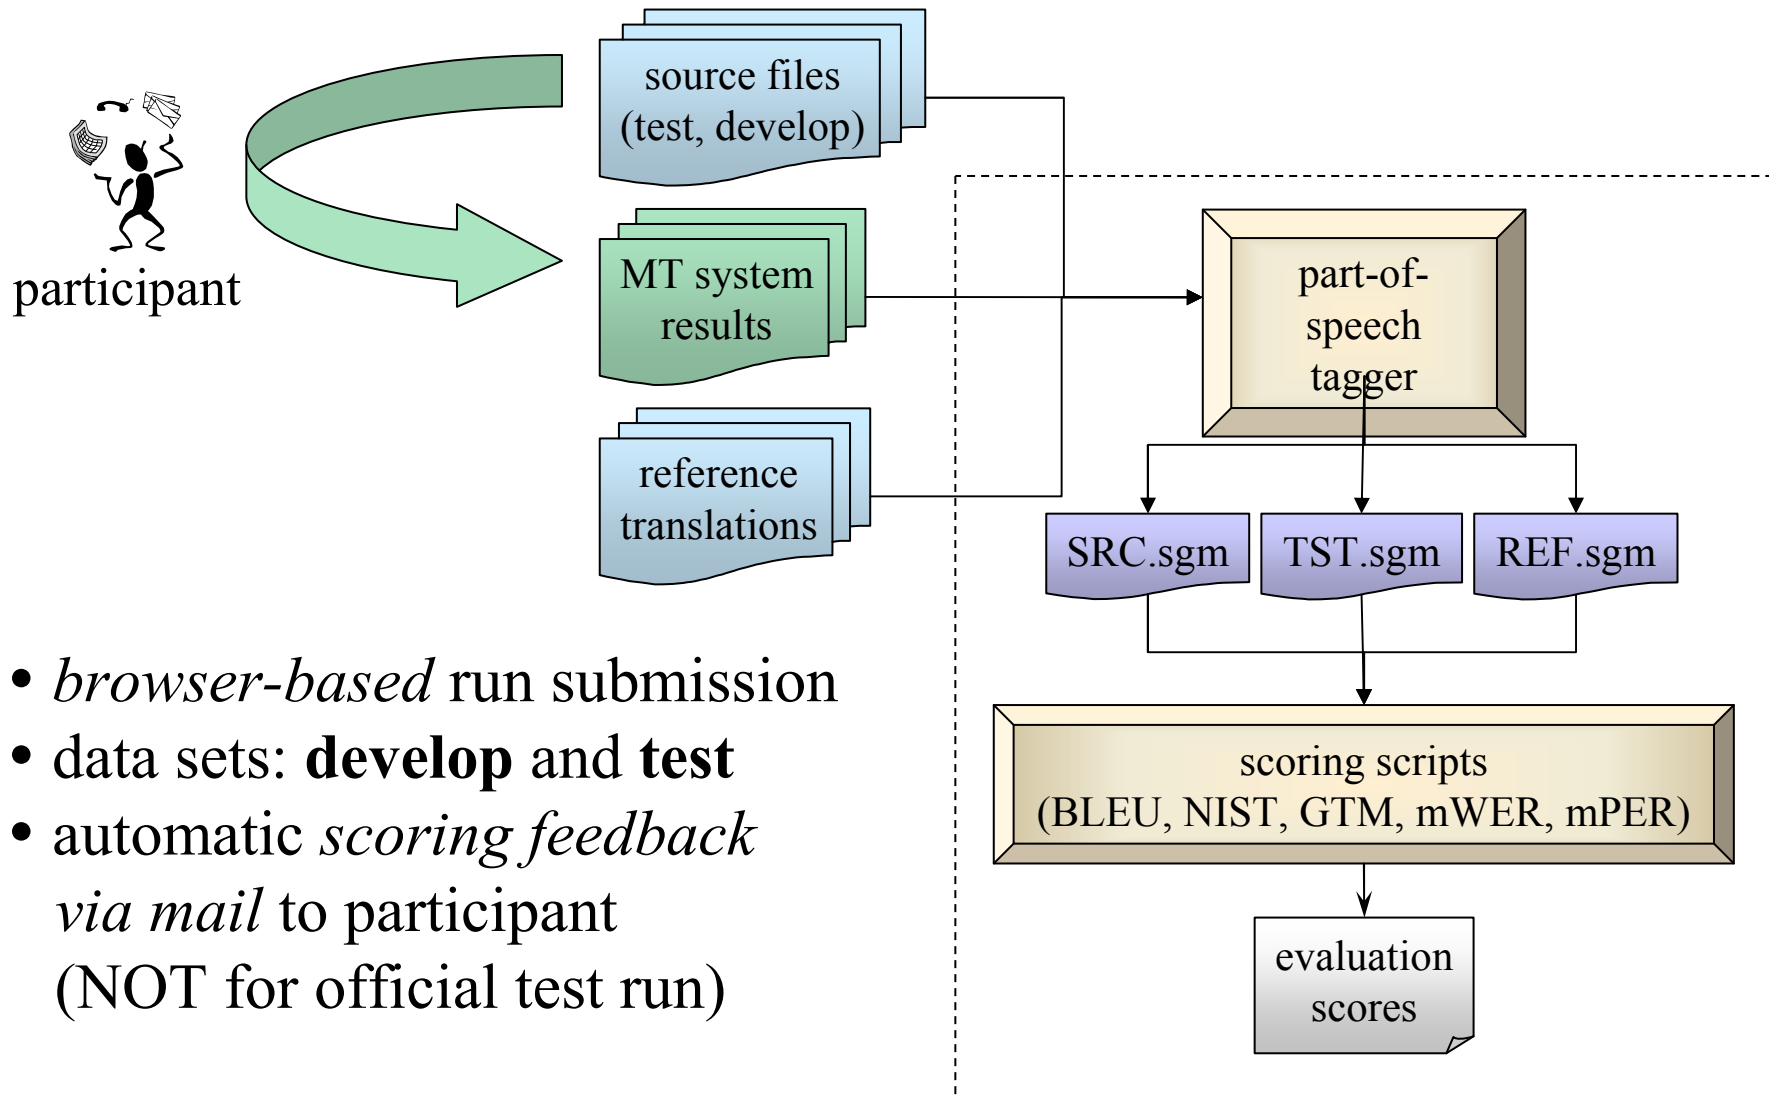 source files
(test, develop)
participant
MT system
results
part-of-
speech
tagger
reference
translations
SRC.sgm
TST.sgm
REF.sgm
• browser-based run submission
• data sets: develop and test
• automatic scoring feedback
via mail to participant
(NOT for official test run)
scoring scripts
(BLEU, NIST, GTM, mWER, mPER)
evaluation
scores